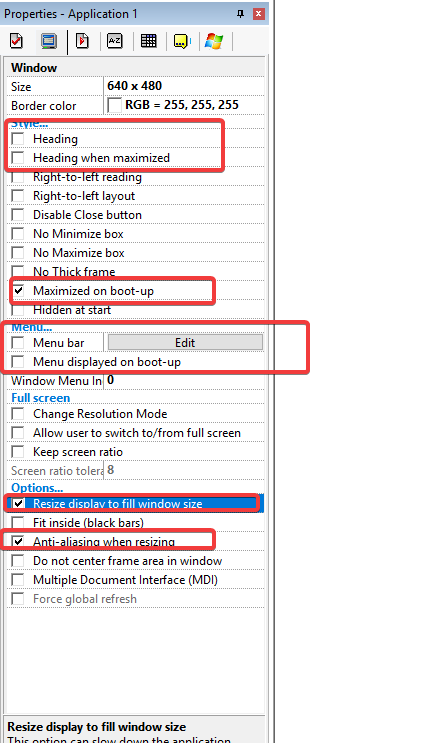 Properties - Application 1
A-Z
Window
Size 640 x 480
Border color RGB = 255, 255, 255
Style...
Heading
Heading when maximized
Right-to-left reading
Right-to-left layout
Disable Close button
No Minimize box
No Maximize box
No Thick frame
Maximized on boot-up
Hidden at start
Menu...
Menu bar Edit
Menu displayed on boot-up
Window Menu In 0
Full screen
Change Resolution Mode
Allow user to switch to/from full screen
Keep screen ratio
Screen ratio tolera 8
Options...
Resize display to fill window size
Fit inside (black bars)
Anti-aliasing when resizing
Do not center frame area in window
Multiple Document Interface (MDI)
Force global refresh
Resize display to fill window size
This option can slow down the application